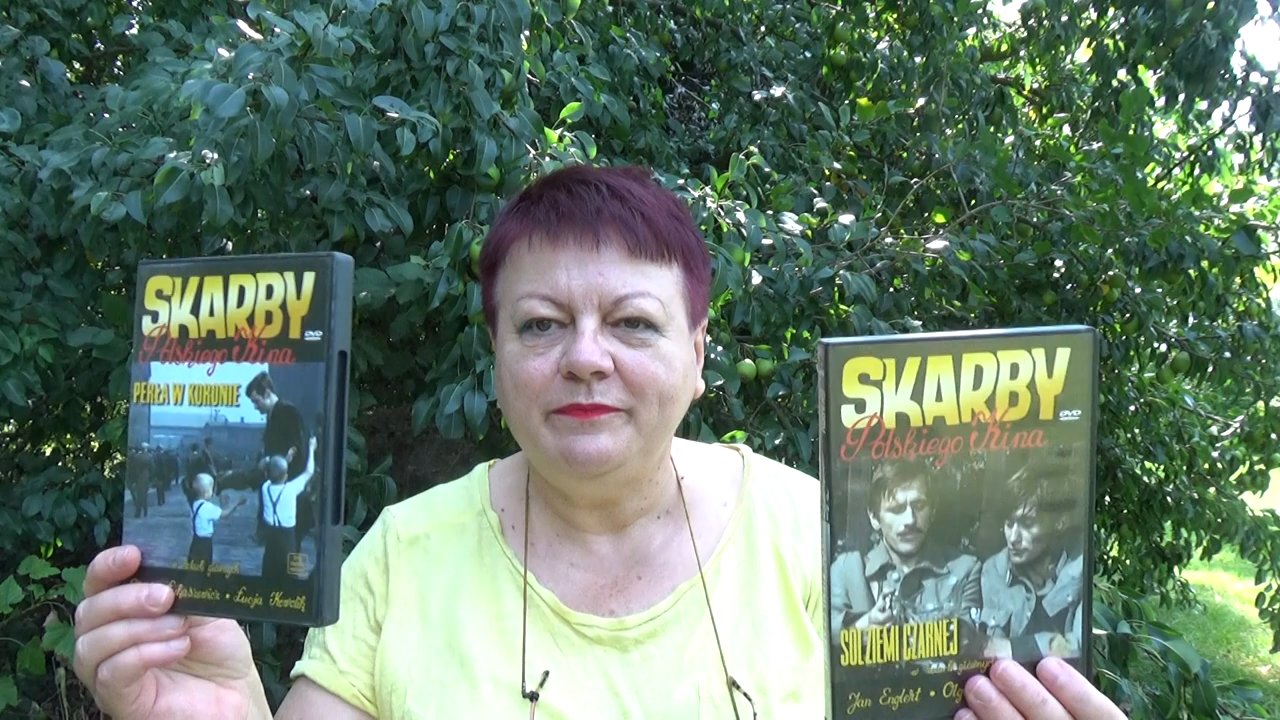 SKARBY
DVD
Polskiego Kina
PERŁA W KORONIE
Łucja Kowolik
SKARBY
DVD
Polskiego Kina
SÓL ZIEMI CZARNEJ
Jan Englert •